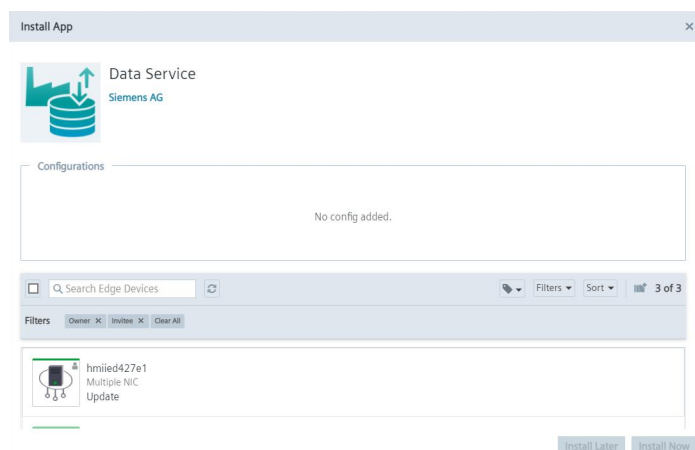 Install App ×
Data Service
Siemens AG
Configurations
No config added.
Search Edge Devices
Filters Sort 3 of 3
Filters Owner × Invitee × Clear All
hmiied427e1
Multiple NIC
Update
Install Later Install Now